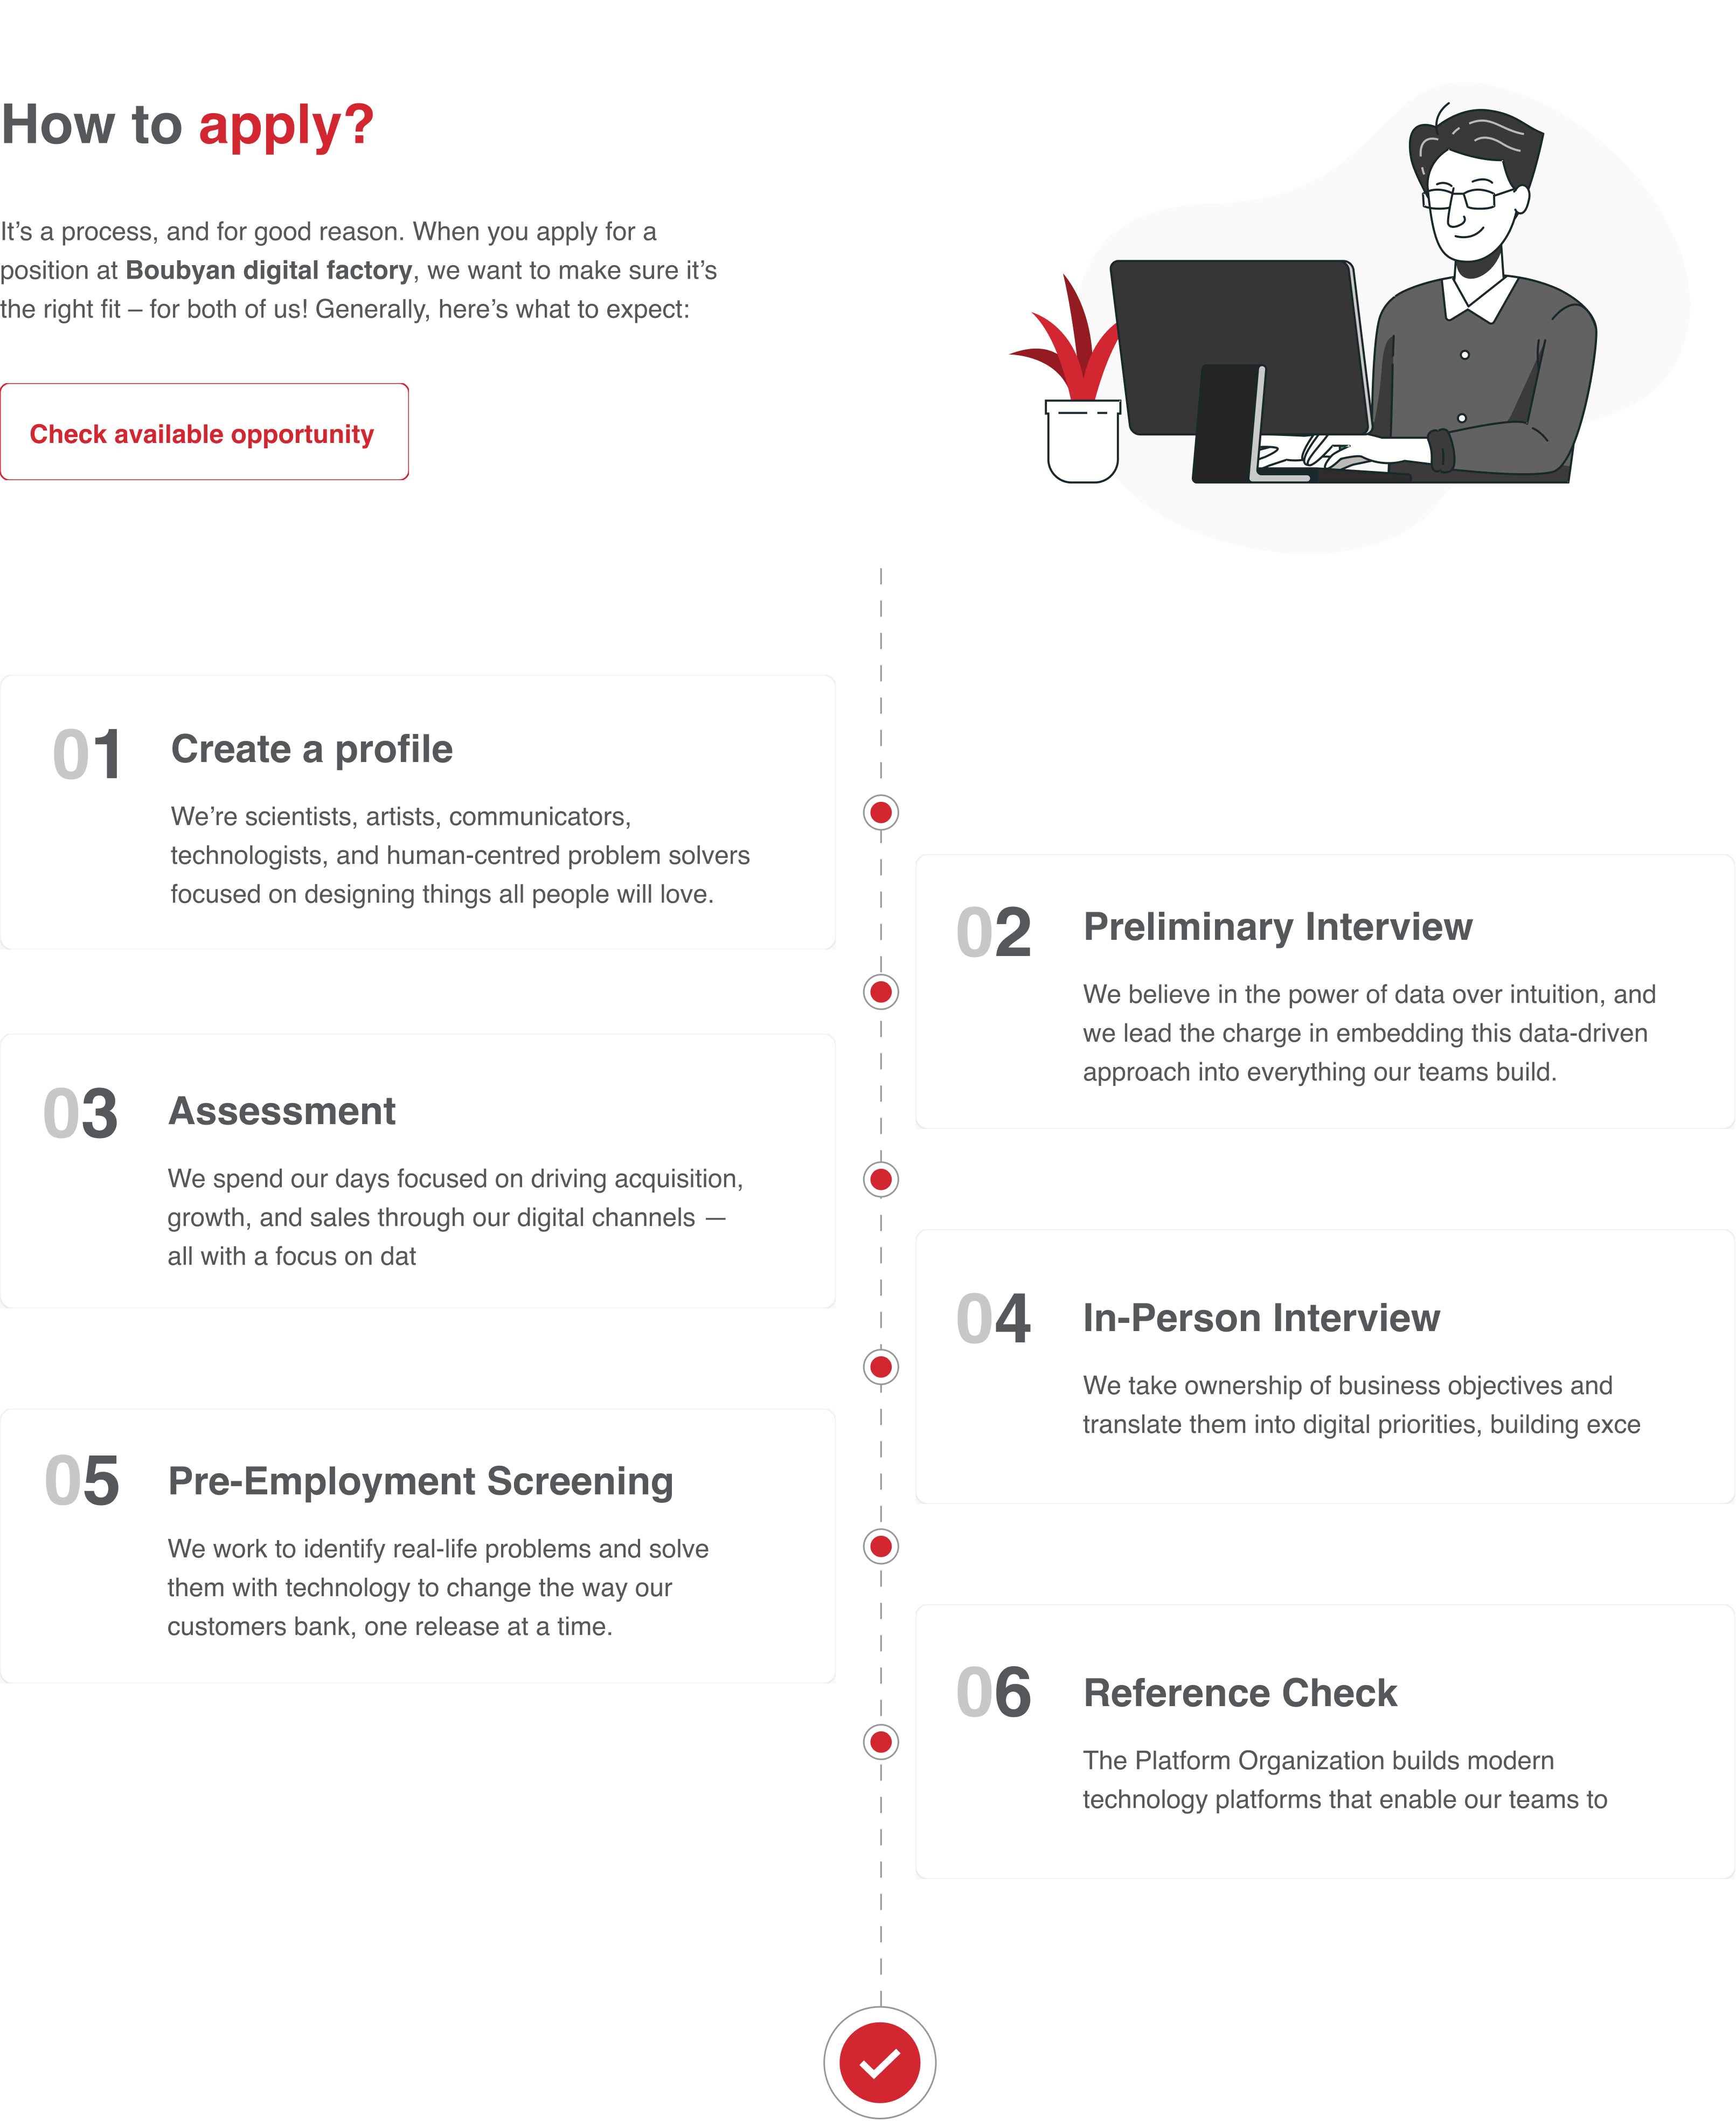 How to apply?
It’s a process, and for good reason. When you apply for a
position at Boubyan digital factory, we want to make sure it’s
the right fit – for both of us! Generally, here’s what to expect:
Check available opportunity
01
Create a profile
We’re scientists, artists, communicators,
technologists, and human-centred problem solvers
focused on designing things all people will love.
02
Preliminary Interview
We believe in the power of data over intuition, and
we lead the charge in embedding this data-driven
approach into everything our teams build.
03
Assessment
We spend our days focused on driving acquisition,
growth, and sales through our digital channels —
all with a focus on dat
04
In-Person Interview
We take ownership of business objectives and
translate them into digital priorities, building exce
05
Pre-Employment Screening
We work to identify real-life problems and solve
them with technology to change the way our
customers bank, one release at a time.
06
Reference Check
The Platform Organization builds modern
technology platforms that enable our teams to